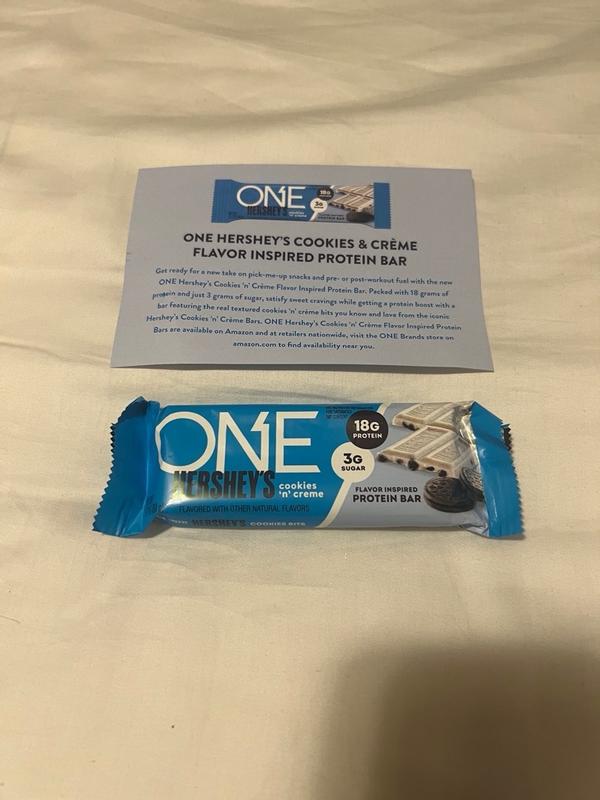 ONE
18G
3G
HERSHEY'S
cookies
'n' creme
PROTEIN BAR
ONE HERSHEY'S COOKIES & CRÈME
FLAVOR INSPIRED PROTEIN BAR
Get ready for a new take on pick-me-up snacks and pre- or post-workout fuel with the new
ONE Hershey's Cookies 'n' Crème Flavor Inspired Protein Bar. Packed with 18 grams of
protein and just 3 grams of sugar, satisfy sweet cravings while getting a protein boost with a
bar featuring the real textured cookies 'n' crème bits you know and love from the iconic
Hershey's Cookies 'n' Crème Bars. ONE Hershey's Cookies 'n' Crème Flavor Inspired Protein
Bars are available on Amazon and at retailers nationwide, visit the ONE Brands store on
amazon.com to find availability near you.
ONE
18G
PROTEIN
3G
SUGAR
HERSHEY'S
cookies
'n' creme
FLAVOR INSPIRED
PROTEIN BAR
FLAVORED WITH OTHER NATURAL FLAVORS
HERSHEY'S COOKIES BITS